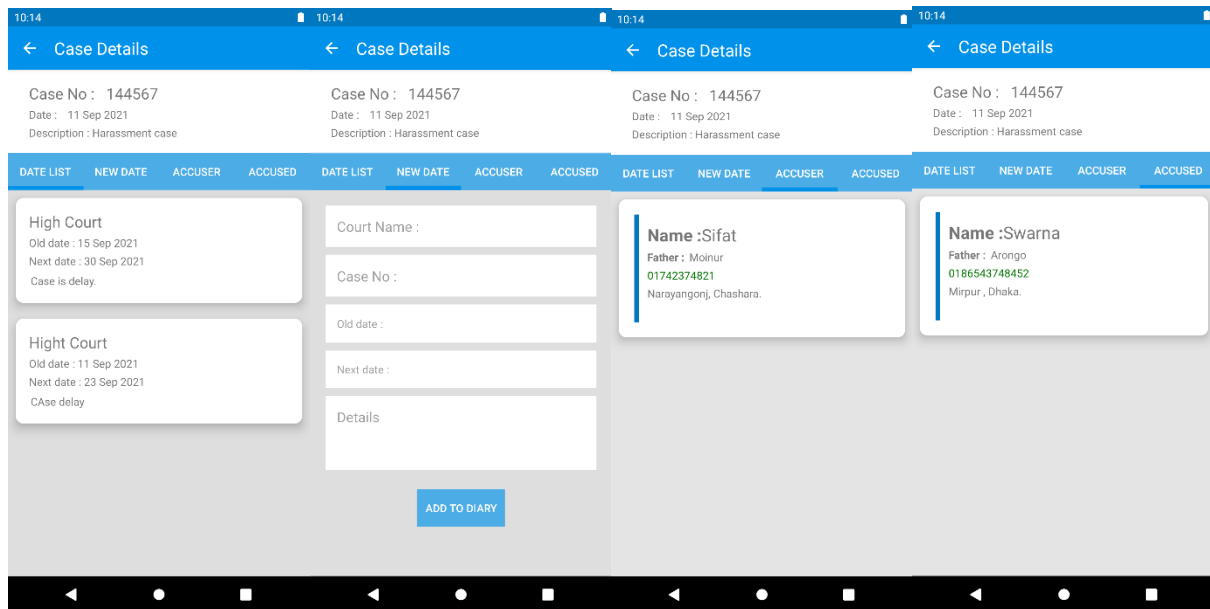 10:14
Case Details
Case No : 144567
Date : 11 Sep 2021
Description : Harassment case
DATE LIST NEW DATE ACCUSER ACCUSED
High Court
Old date : 15 Sep 2021
Next date : 30 Sep 2021
Case is delay.
Hight Court
Old date : 11 Sep 2021
Next date : 23 Sep 2021
CAse delay
10:14
Case Details
Case No : 144567
Date : 11 Sep 2021
Description : Harassment case
DATE LIST NEW DATE ACCUSER ACCUSED
Court Name :
Case No :
Old date :
Next date :
Details
ADD TO DIARY
10:14
Case Details
Case No : 144567
Date : 11 Sep 2021
Description : Harassment case
DATE LIST NEW DATE ACCUSER ACCUSED
Name :Sifat
Father : Moinur
01742374821
Narayangonj, Chashara.
10:14
Case Details
Case No : 144567
Date : 11 Sep 2021
Description : Harassment case
DATE LIST NEW DATE ACCUSER ACCUSED
Name :Swarna
Father : Arongo
0186543748452
Mirpur , Dhaka.